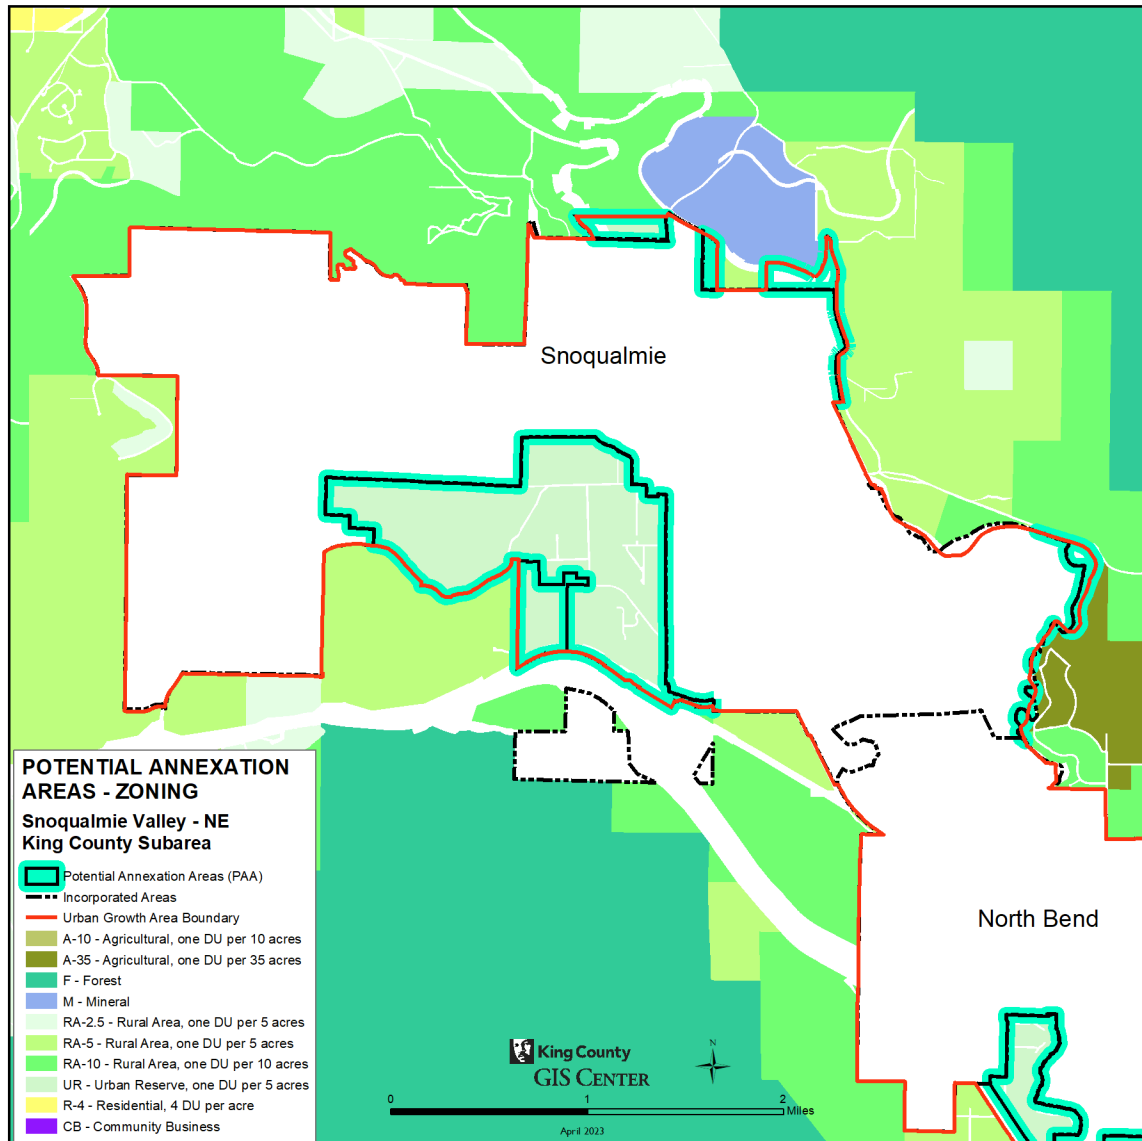 Snoqualmie
North Bend
POTENTIAL ANNEXATION
AREAS - ZONING
Snoqualmie Valley - NE
King County Subarea
Potential Annexation Areas (PAA)
Incorporated Areas
Urban Growth Area Boundary
A-10 - Agricultural, one DU per 10 acres
A-35 - Agricultural, one DU per 35 acres
F - Forest
M - Mineral
RA-2.5 - Rural Area, one DU per 5 acres
RA-5 - Rural Area, one DU per 5 acres
RA-10 - Rural Area, one DU per 10 acres
UR - Urban Reserve, one DU per 5 acres
R-4 - Residential, 4 DU per acre
CB - Community Business
King County
GIS CENTER
N
0 1 2
Miles
April 2023